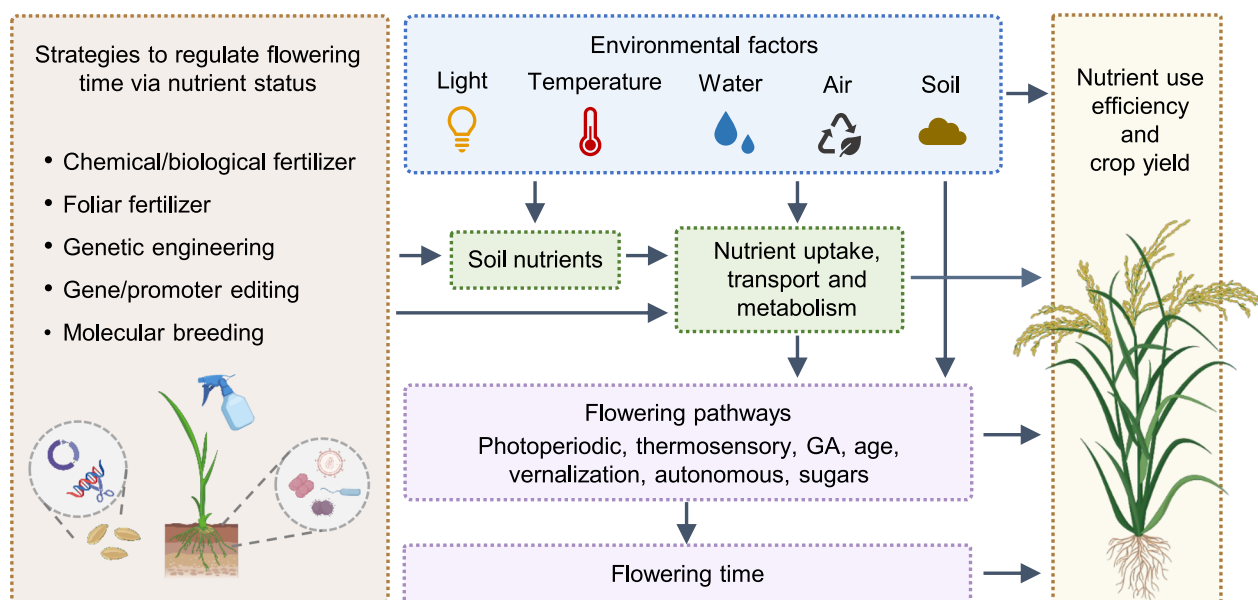 Strategies to regulate flowering
time via nutrient status
• Chemical/biological fertilizer
• Foliar fertilizer
• Genetic engineering
• Gene/promoter editing
• Molecular breeding
Environmental factors
Light
Temperature
Water
Air
Soil
Soil nutrients
Nutrient uptake,
transport and
metabolism
Flowering pathways
Photoperiodic, thermosensory, GA, age,
vernalization, autonomous, sugars
Flowering time
Nutrient use
efficiency
and
crop yield